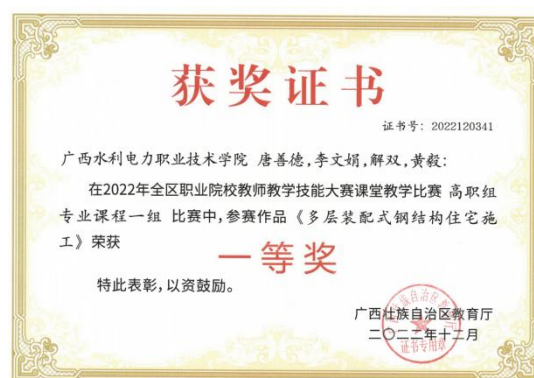 获奖证书
证书号：2022120341
广西水利电力职业技术学院 唐善德，李文娟，解双，黄毅：
在2022年全区职业院校教师教学技能大赛课堂教学比赛 高职组
专业课程一组 比赛中，参赛作品《多层装配式钢结构住宅施
工》荣获
一等奖
特此表彰，以资鼓励。
广西壮族自治区教育厅
二〇二二年十二月